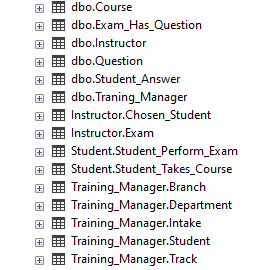 dbo.Course
dbo.Exam_Has_Question
dbo.Instructor
dbo.Question
dbo.Student_Answer
dbo.Traning_Manager
Instructor.Chosen_Student
Instructor.Exam
Student.Student_Perform_Exam
Student.Student_Takes_Course
Training_Manager.Branch
Training_Manager.Department
Training_Manager.Intake
Training_Manager.Student
Training_Manager.Track